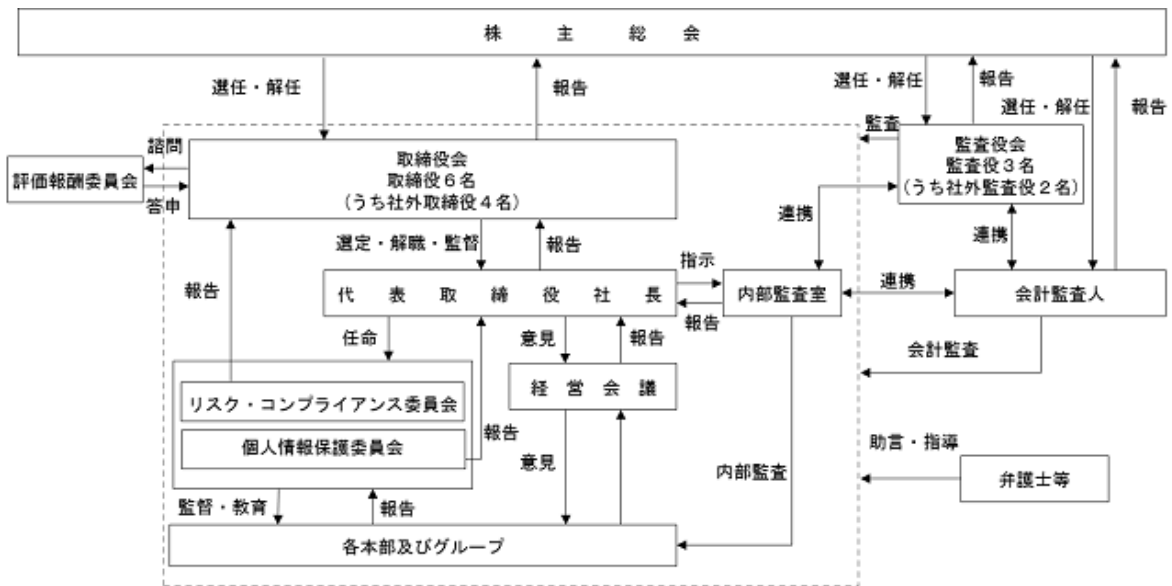 株主総会
選任・解任
報告
選任・解任
報告
選任・解任
報告
監査
監査役会
監査役３名
（うち社外監査役２名）
諮問
評価報酬委員会
答申
取締役会
取締役６名
（うち社外取締役４名）
連携
連携
選定・解職・監督
報告
報告
代表取締役社長
指示
報告
内部監査室
連携
会計監査人
任命
意見
報告
会計監査
リスク・コンプライアンス委員会
個人情報保護委員会
経営会議
報告
意見
内部監査
助言・指導
弁護士等
監督・教育
報告
各本部及びグループ